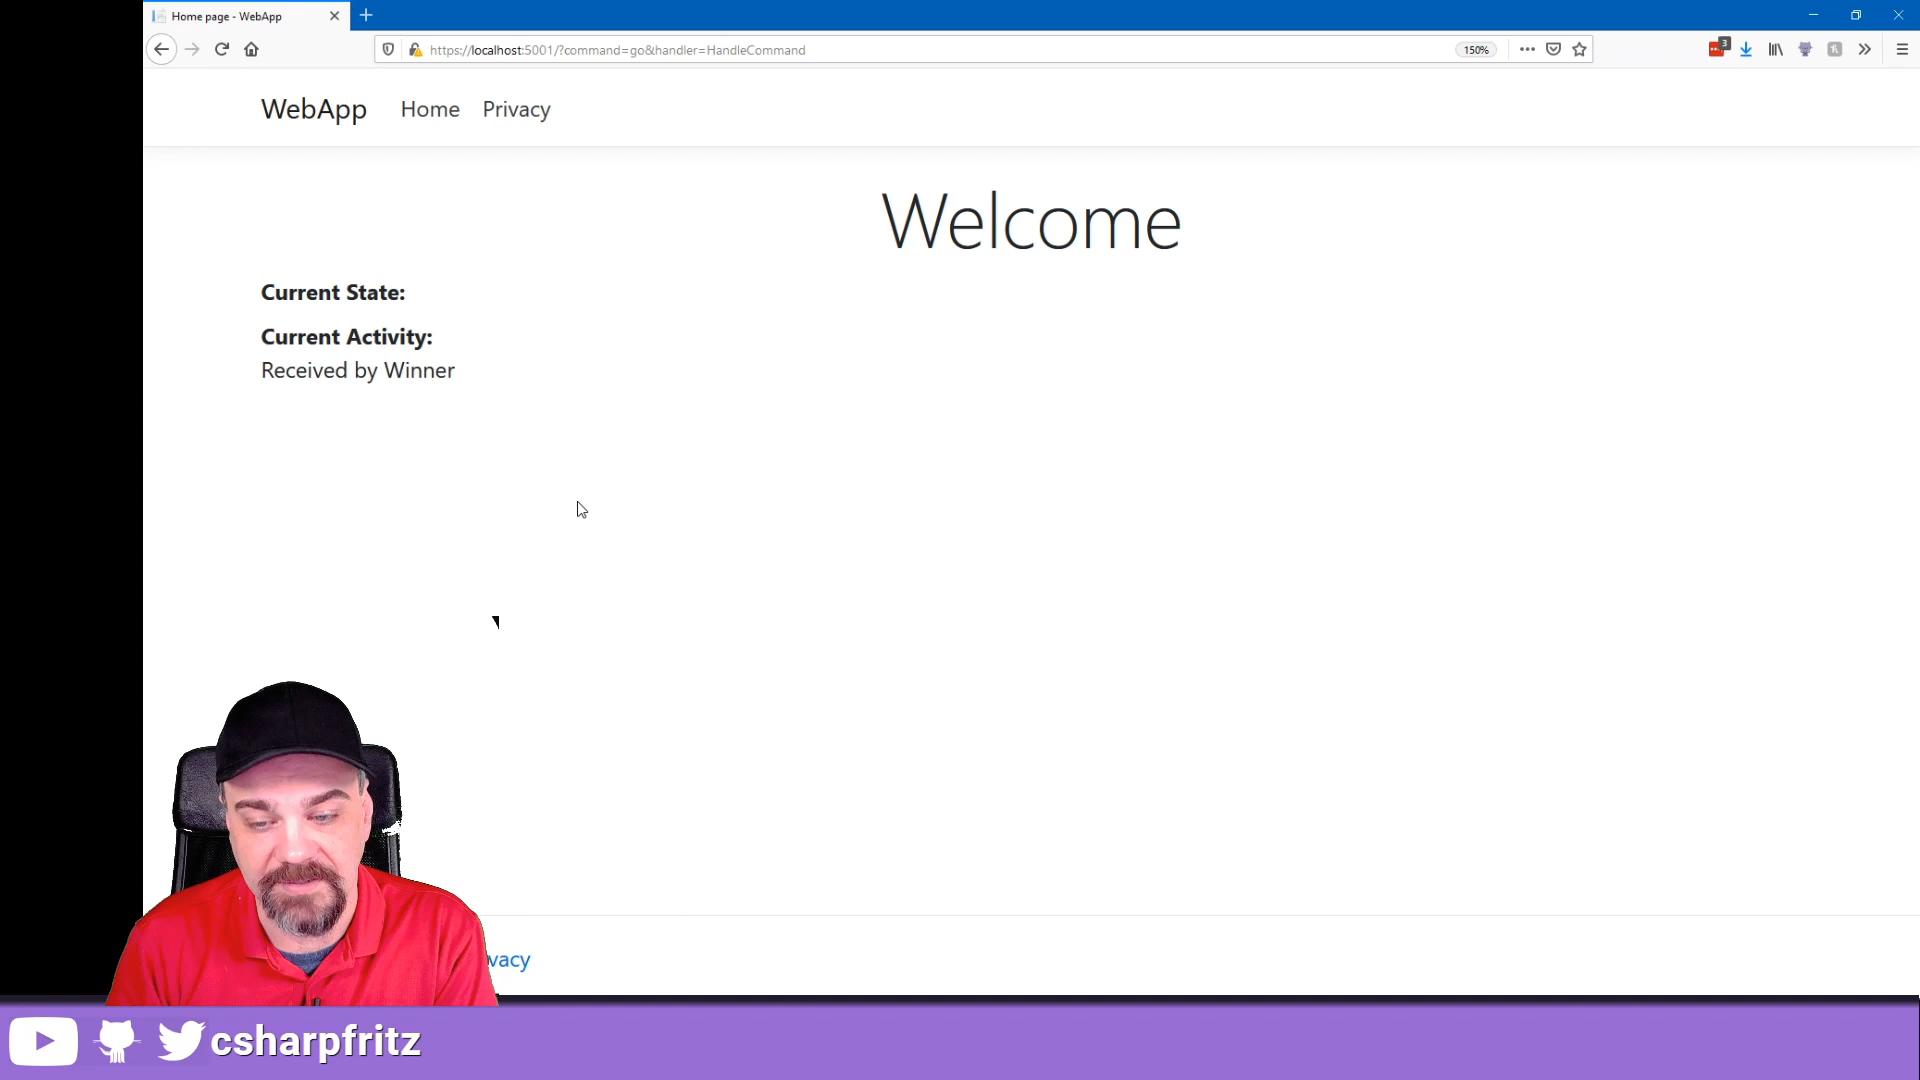 Home page - WebApp
https://localhost:5001/?command=go&handler=HandleCommand
150%
3
WebApp Home Privacy
Welcome
Current State:
Current Activity:
Received by Winner
vacy
csharpfritz